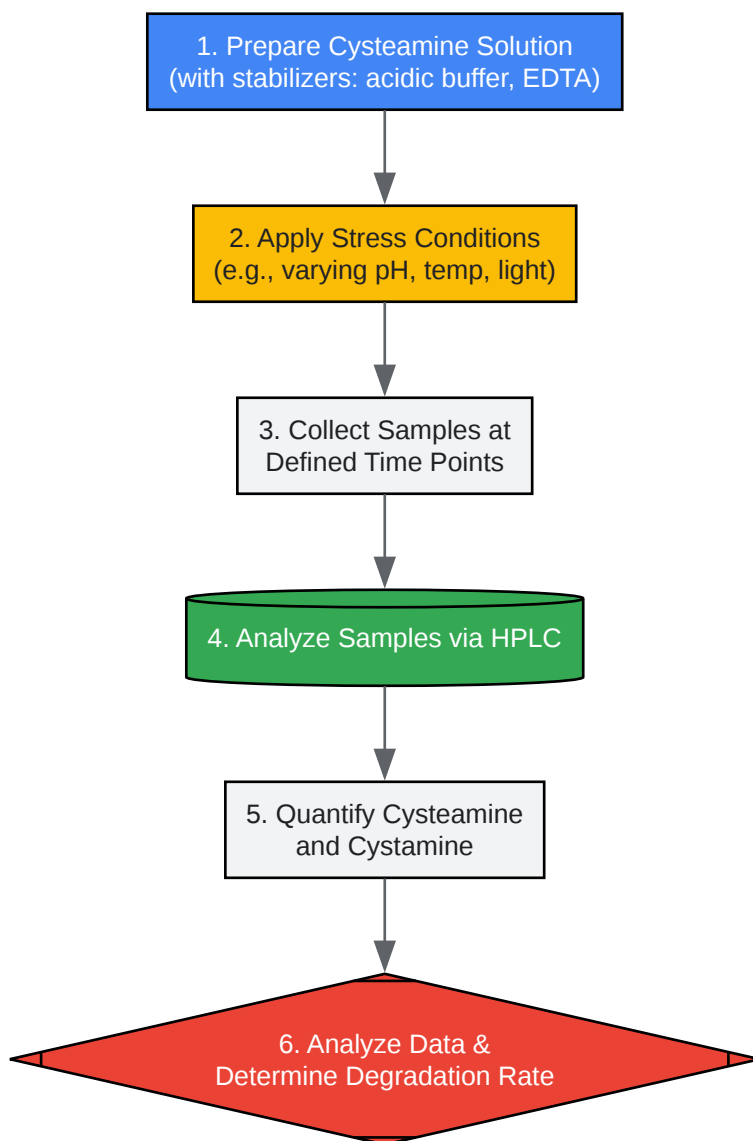 1. Prepare Cysteamine Solution
(with stabilizers: acidic buffer, EDTA)
2. Apply Stress Conditions
(e.g., varying pH, temp, light)
3. Collect Samples at
Defined Time Points
4. Analyze Samples via HPLC
5. Quantify Cysteamine
and Cystamine
6. Analyze Data &
Determine Degradation Rate